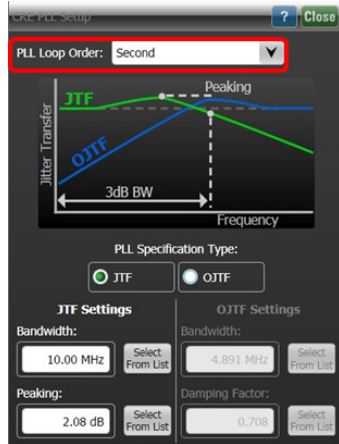 CRE PLL Setup
?
Close
PLL Loop Order: Second
Peaking
JTF
OJTF
Jitter Transfer
3dB BW
Frequency
PLL Specification Type:
JTF
OJTF
JTF Settings
OJTF Settings
Bandwidth:
Bandwidth:
10.00 MHz
Select
From List
4.891 MHz
Select
From List
Peaking:
Damping Factor:
2.08 dB
Select
From List
0.708
Select
From List